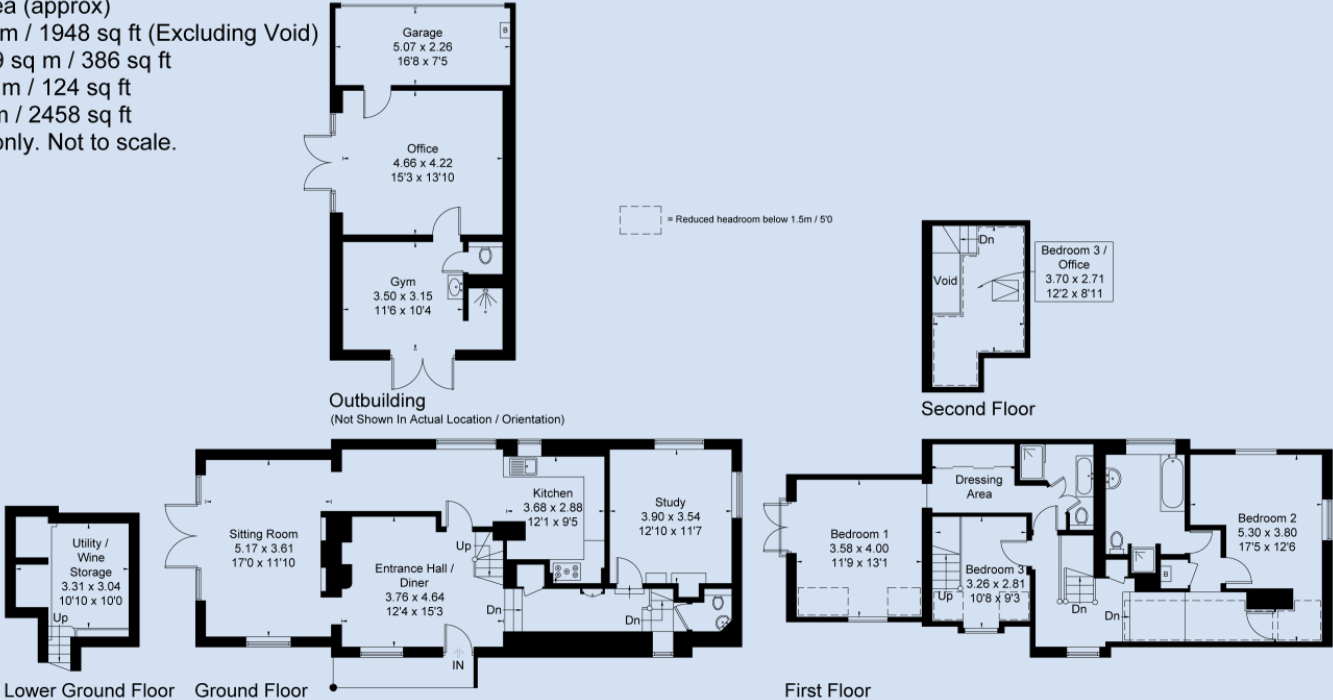 ea (approx)
m / 1948 sq ft (Excluding Void)
9 sq m / 386 sq ft
m / 124 sq ft
m / 2458 sq ft
only. Not to scale.
Garage
5.07 x 2.26
16'8 x 7'5
B
Office
4.66 x 4.22
15'3 x 13'10
Gym
3.50 x 3.15
11'6 x 10'4
Outbuilding
(Not Shown In Actual Location / Orientation)
= Reduced headroom below 1.5m / 5'0
Dn
Void
Bedroom 3 /
Office
3.70 x 2.71
12'2 x 8'11
Second Floor
Utility /
Wine
Storage
3.31 x 3.04
10'10 x 10'0
Up
Lower Ground Floor
Sitting Room
5.17 x 3.61
17'0 x 11'10
Entrance Hall /
Diner
3.76 x 4.64
12'4 x 15'3
Up
Dn
IN
Kitchen
3.68 x 2.88
12'1 x 9'5
Study
3.90 x 3.54
12'10 x 11'7
Dn
Ground Floor
Bedroom 1
3.58 x 4.00
11'9 x 13'1
Dressing
Area
Bedroom 3
3.26 x 2.81
10'8 x 9'3
Up
Dn
Dn
B
Bedroom 2
5.30 x 3.80
17'5 x 12'6
First Floor